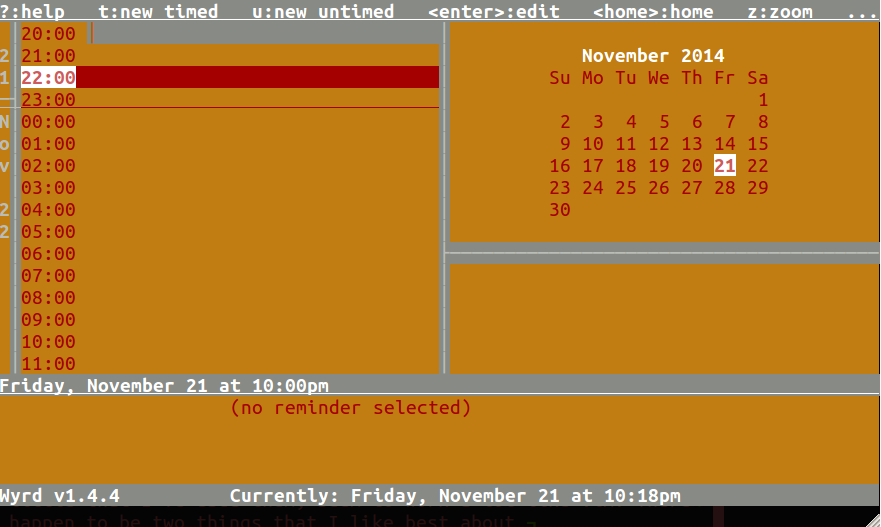 ?:help t:new timed u:new untimed <enter>:edit <home>:home z:zoom ...
20:00
2 21:00
1 22:00
23:00
N 00:00
o 01:00
v 02:00
03:00
2 04:00
2 05:00
06:00
07:00
08:00
09:00
10:00
11:00
November 2014
Su Mo Tu We Th Fr Sa
1
2 3 4 5 6 7 8
9 10 11 12 13 14 15
16 17 18 19 20 21 22
23 24 25 26 27 28 29
30
Friday, November 21 at 10:00pm
(no reminder selected)
Wyrd v1.4.4 Currently: Friday, November 21 at 10:18pm
happen to be two things that I like best about